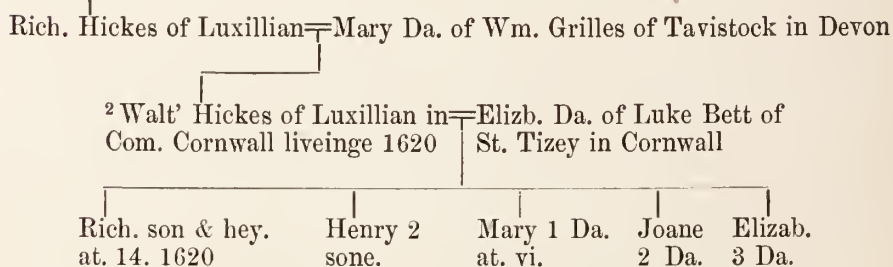 Rich. Hickes of Luxillian Mary Da. of Wm. Grilles of Tavistock in Devon
² Walt' Hickes of Luxillian in Elizb. Da. of Luke Bett of
Com. Cornwall liveinge 1620 St. Tizey in Cornwall
Rich. son & hey. Henry 2 Mary 1 Da. Joane Elizab.
at. 14. 1620 sone. at. vi. 2 Da. 3 Da.